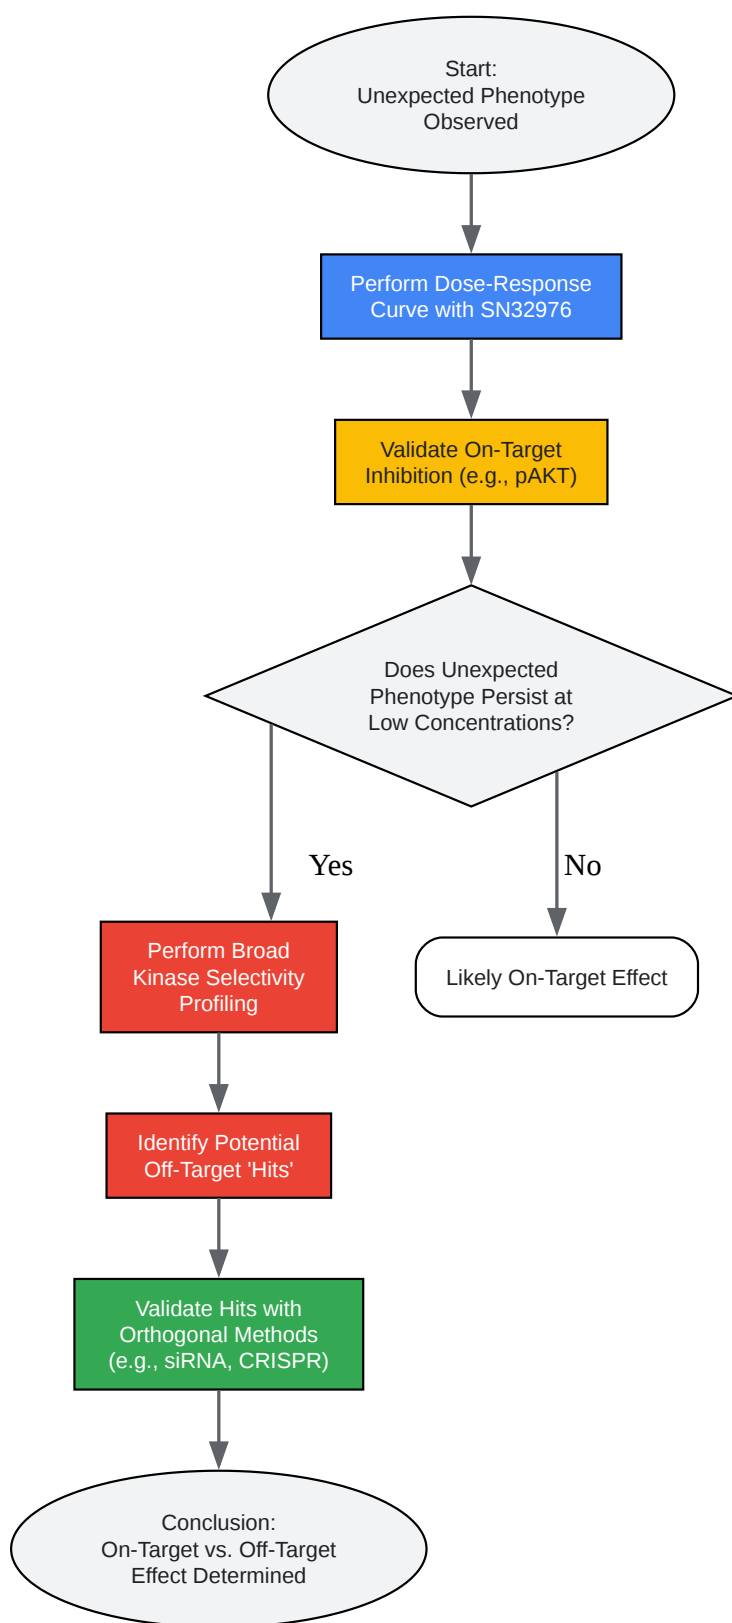 Start:
Unexpected Phenotype
Observed
Perform Dose-Response
Curve with SN32976
Validate On-Target
Inhibition (e.g., pAKT)
Does Unexpected
Phenotype Persist at
Low Concentrations?
Yes
No
Perform Broad
Kinase Selectivity
Profiling
Likely On-Target Effect
Identify Potential
Off-Target 'Hits'
Validate Hits with
Orthogonal Methods
(e.g., siRNA, CRISPR)
Conclusion:
On-Target vs. Off-Target
Effect Determined